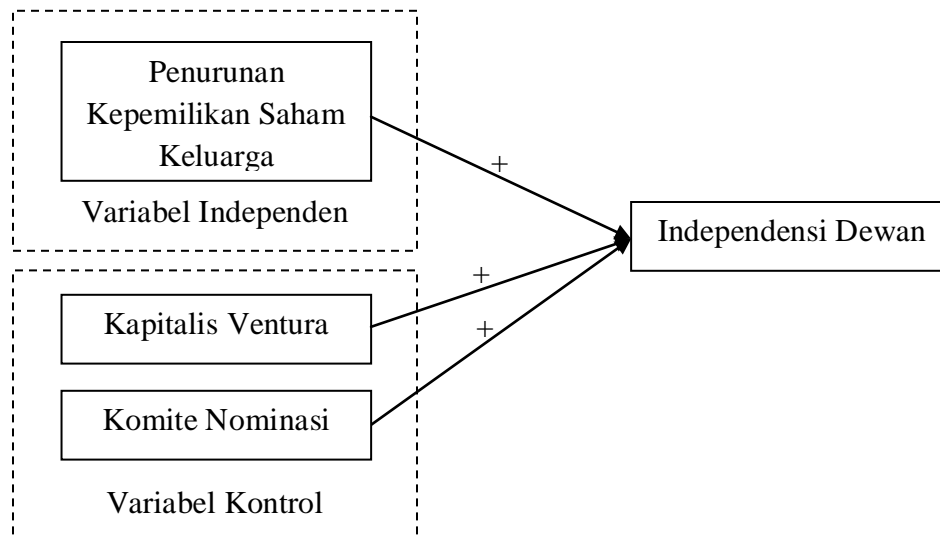 Penurunan
Kepemilikan Saham
Keluarga
Variabel Independen
+
Independensi Dewan
+
Kapitalis Ventura
+
Komite Nominasi
Variabel Kontrol